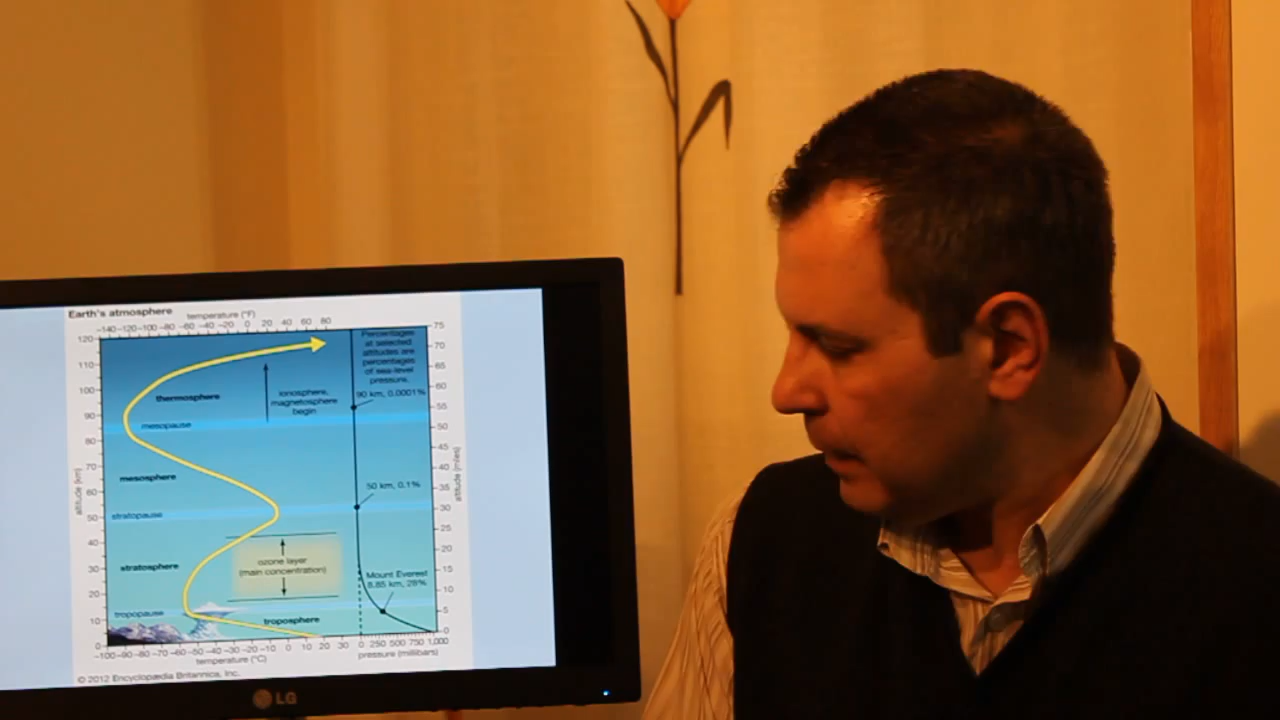 Earth's atmosphere
temperature (°F)
-140 -120 -100 -80 -60 -40 -20 0 20 40 60 80
120
110
100
90
80
70
60
50
40
30
20
10
0
altitude (km)
thermosphere
mesopause
mesosphere
stratopause
stratosphere
tropopause
troposphere
ionosphere,
magnetosphere
begin
ozone layer
(main concentration)
Percentages
at selected
altitudes are
percentages
of sea-level
pressure.
90 km, 0.0001%
50 km, 0.1%
Mount Everest
8.85 km, 28%
75
70
65
60
55
50
45
40
35
30
25
20
15
10
5
0
altitude (miles)
-100 -90 -80 -70 -60 -50 -40 -30 -20 -10 0 10 20 30
temperature (°C)
0 250 500 750 1,000
pressure (millibars)
© 2012 Encyclopædia Britannica, Inc.
LG